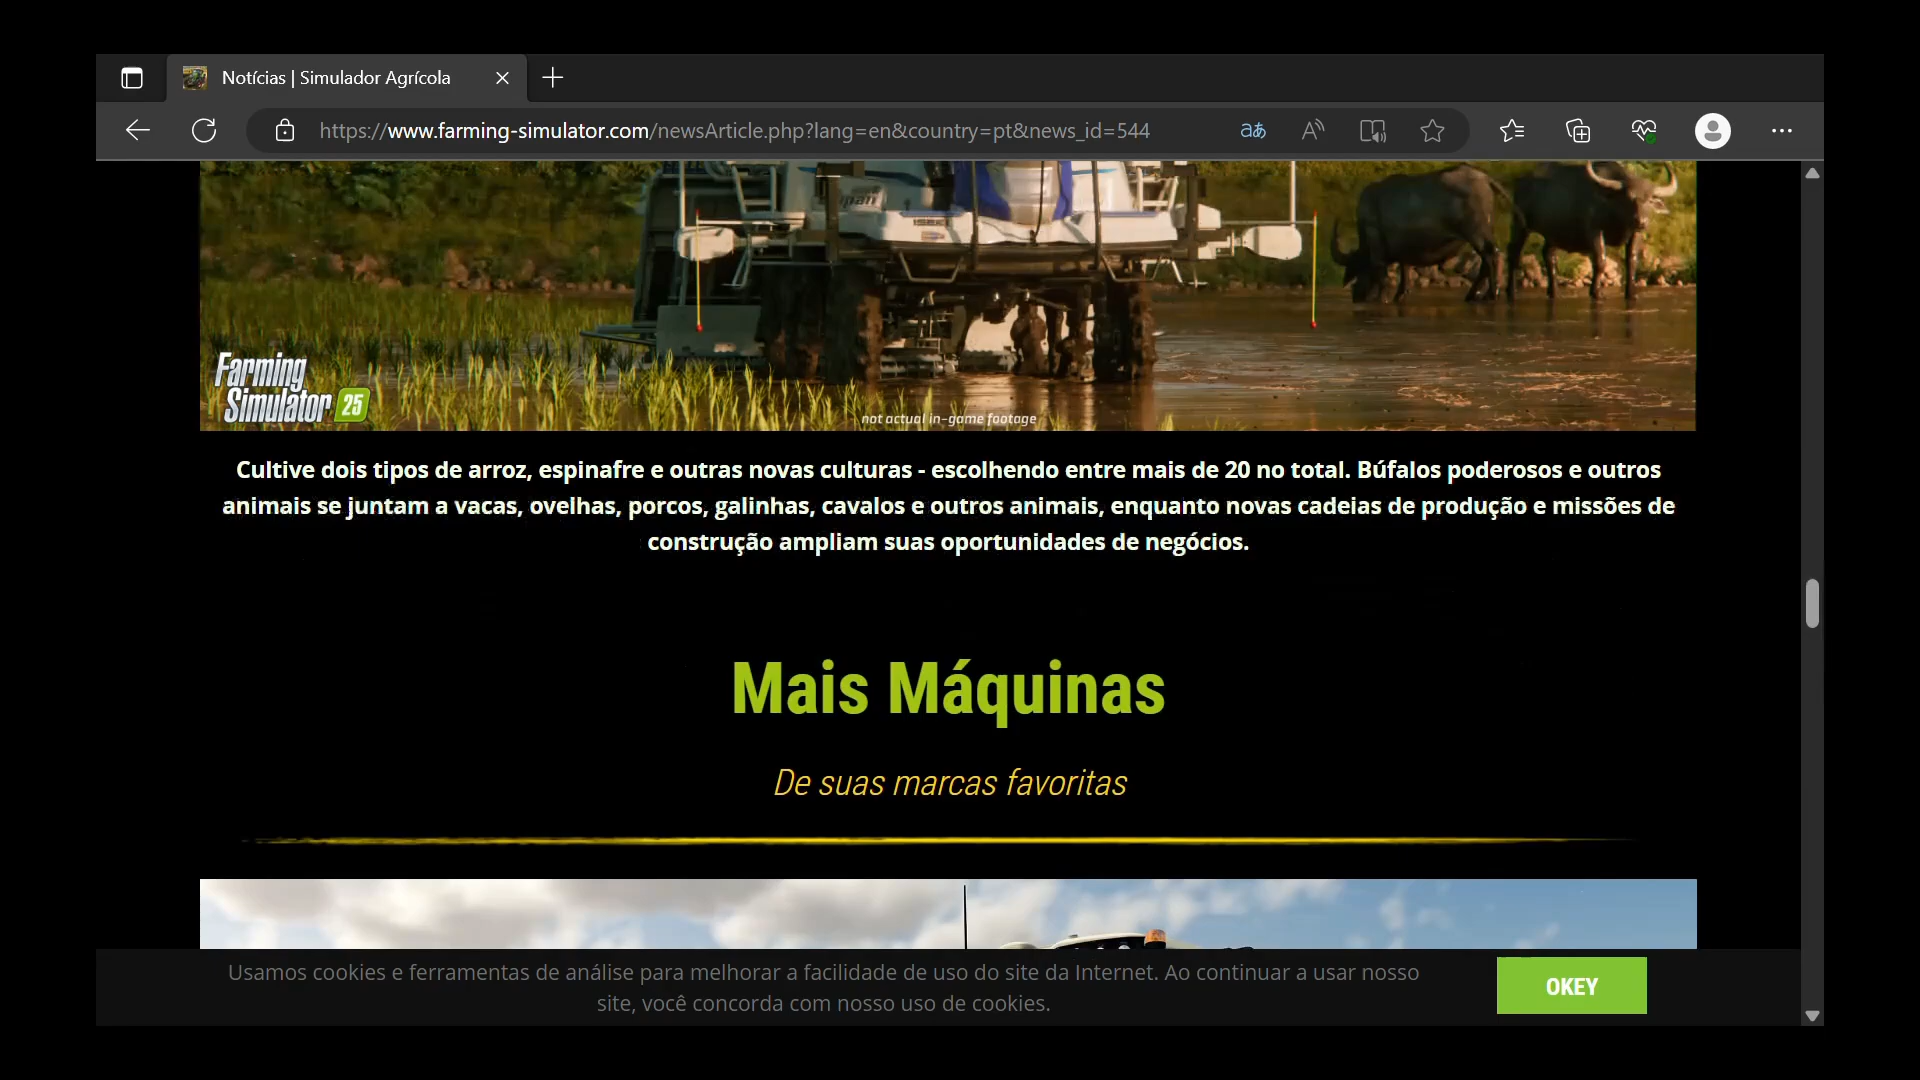 Notícias | Simulador Agrícola
https://www.farming-simulator.com/newsArticle.php?lang=en&country=pt&news_id=544
Farming
Simulator 25
not actual in-game footage
Cultive dois tipos de arroz, espinafre e outras novas culturas - escolhendo entre mais de 20 no total. Búfalos poderosos e outros
animais se juntam a vacas, ovelhas, porcos, galinhas, cavalos e outros animais, enquanto novas cadeias de produção e missões de
construção ampliam suas oportunidades de negócios.
Mais Máquinas
De suas marcas favoritas
Usamos cookies e ferramentas de análise para melhorar a facilidade de uso do site da Internet. Ao continuar a usar nosso
site, você concorda com nosso uso de cookies.
OKEY